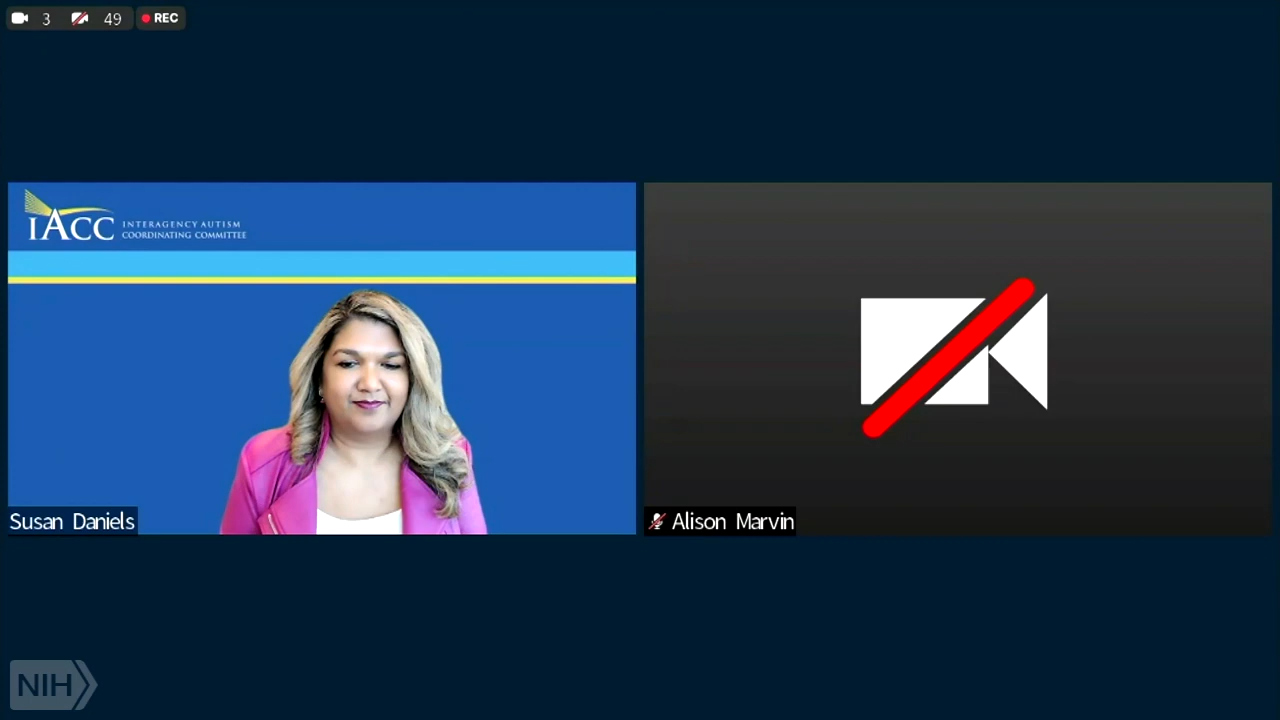 3 49 REC
IACC INTERAGENCY AUTISM
COORDINATING COMMITTEE
Susan Daniels
Alison Marvin
NIH